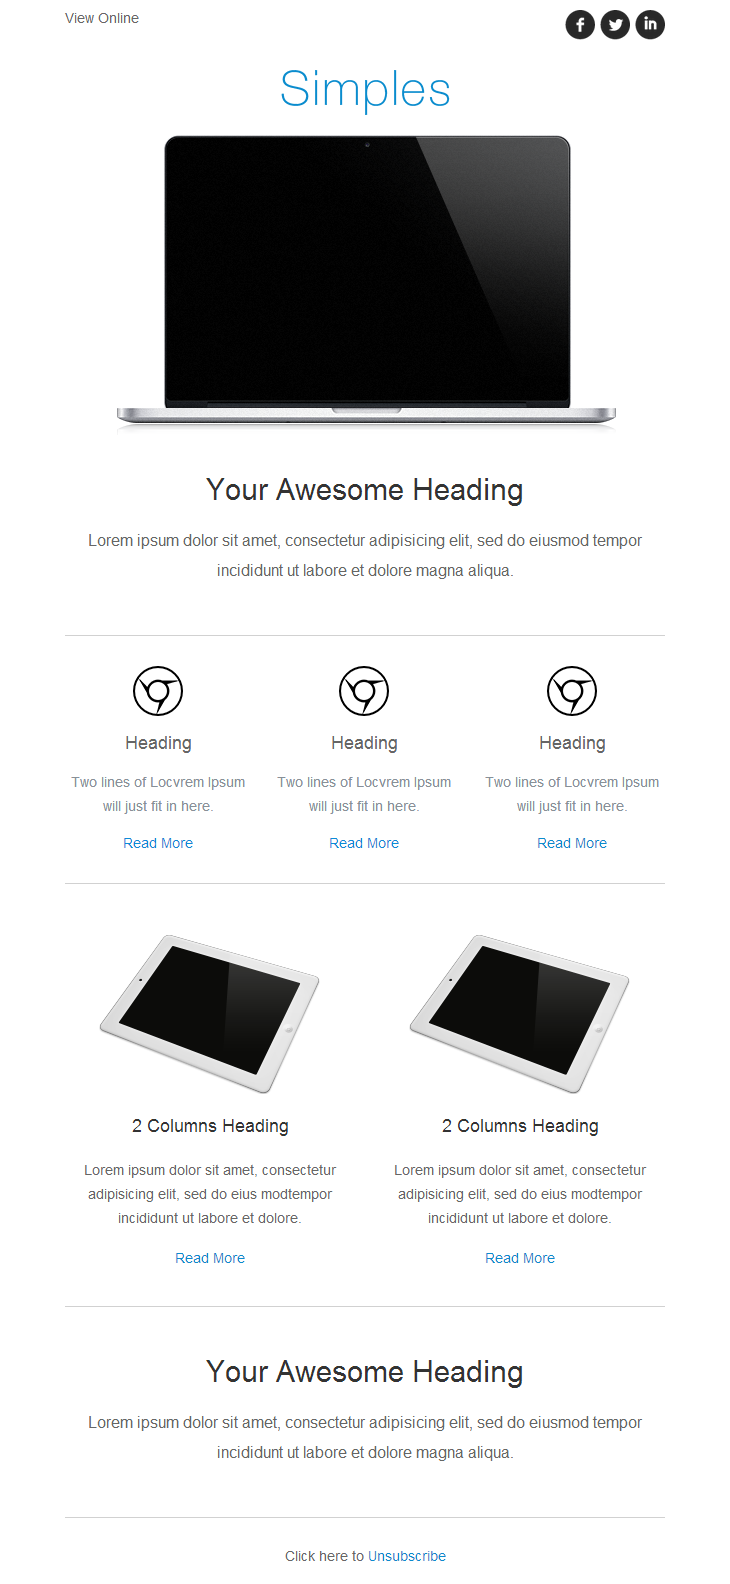 View Online
Simples
Your Awesome Heading
Lorem ipsum dolor sit amet, consectetur adipisicing elit, sed do eiusmod tempor
incididunt ut labore et dolore magna aliqua.
Heading
Two lines of Locvrem Ipsum
will just fit in here.
Read More
Heading
Two lines of Locvrem Ipsum
will just fit in here.
Read More
Heading
Two lines of Locvrem Ipsum
will just fit in here.
Read More
2 Columns Heading
Lorem ipsum dolor sit amet, consectetur
adipisicing elit, sed do eius modtempor
incididunt ut labore et dolore.
Read More
2 Columns Heading
Lorem ipsum dolor sit amet, consectetur
adipisicing elit, sed do eius modtempor
incididunt ut labore et dolore.
Read More
Your Awesome Heading
Lorem ipsum dolor sit amet, consectetur adipisicing elit, sed do eiusmod tempor
incididunt ut labore et dolore magna aliqua.
Click here to Unsubscribe